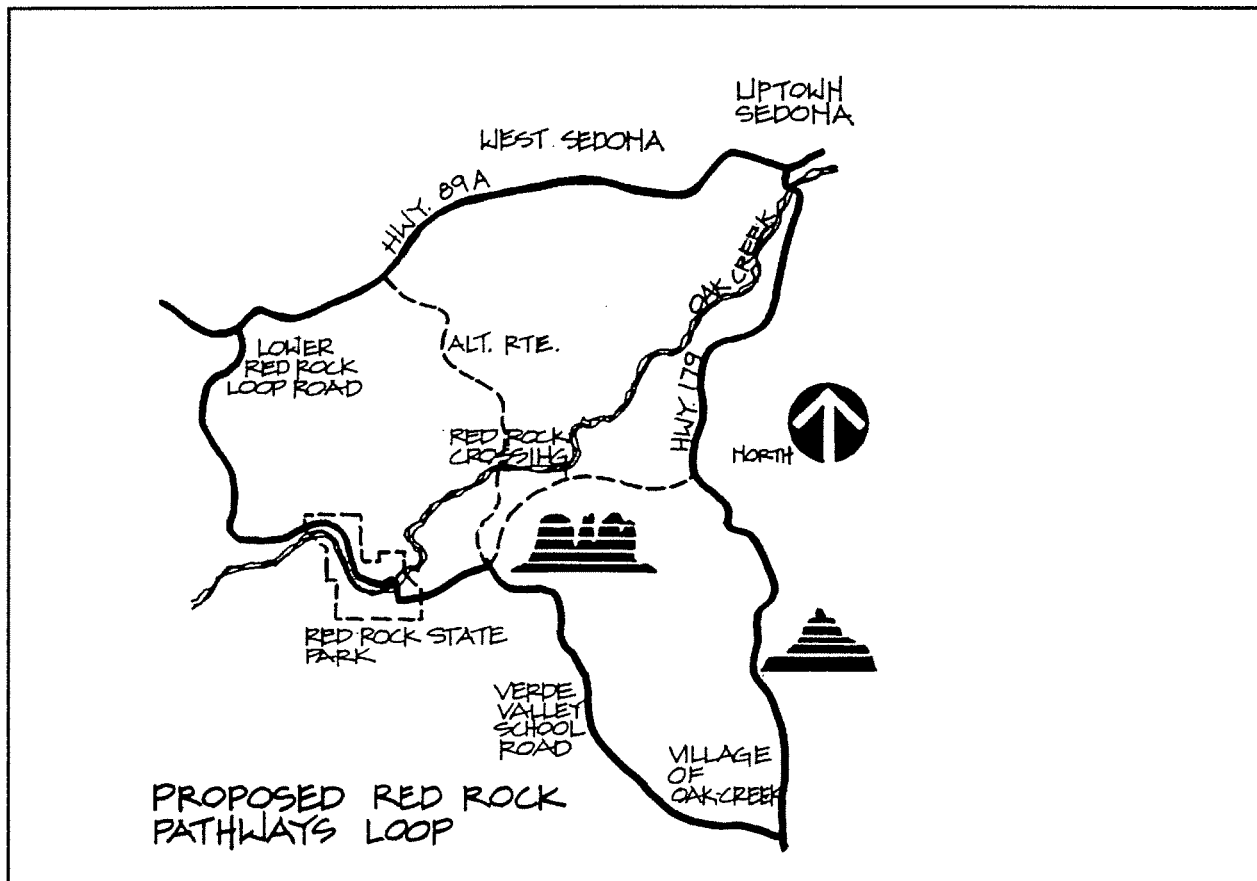 UPTOWN
SEDONA
WEST SEDONA
HWY. 89A
OAK CREEK
ALT. RTE.
LOWER
RED ROCK
LOOP ROAD
HWY. 179
RED ROCK
CROSSING
NORTH
RED ROCK STATE
PARK
VERDE
VALLEY
SCHOOL
ROAD
VILLAGE
OF
OAK CREEK
PROPOSED RED ROCK
PATHWAYS LOOP